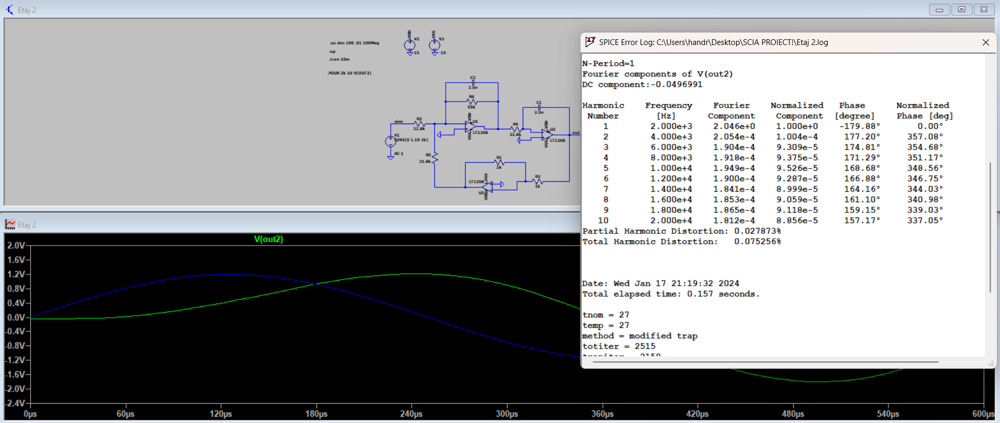 Etaj 2
;ac dec 100 .01 100Meg
.op
.tran 10m
.FOUR 2k 10 V(OUT2)
VDD
V2
15
VSS
V3
-15
C2
2.5n
R6
55k
vinn
R3
31.8k
VDD
U1
LT1208
VSS
V1
SINE(0 1.19 2k)
AC 1
R4
31.8k
C1
2.5n
VDD
U2
LT1208
VSS
out
R5
31.8k
R1
1k
R2
1k
LT1208
VSS
U3
VDD
SPICE Error Log: C:\Users\handr\Desktop\SCIA PROIECT!\Etaj 2.log
N-Period=1
Fourier components of V(out2)
DC component:-0.0496991
Harmonic Frequency Fourier Normalized Phase Normalized
Number [Hz] Component Component [degree] Phase [deg]
1 2.000e+3 2.046e+0 1.000e+0 -179.88° 0.00°
2 4.000e+3 2.054e-4 1.004e-4 177.20° 357.08°
3 6.000e+3 1.904e-4 9.309e-5 174.81° 354.68°
4 8.000e+3 1.918e-4 9.375e-5 171.29° 351.17°
5 1.000e+4 1.949e-4 9.526e-5 168.68° 348.56°
6 1.200e+4 1.900e-4 9.287e-5 166.88° 346.75°
7 1.400e+4 1.841e-4 8.999e-5 164.16° 344.03°
8 1.600e+4 1.853e-4 9.059e-5 161.10° 340.98°
9 1.800e+4 1.865e-4 9.118e-5 159.15° 339.03°
10 2.000e+4 1.812e-4 8.856e-5 157.17° 337.05°
Partial Harmonic Distortion: 0.027873%
Total Harmonic Distortion: 0.075256%
Date: Wed Jan 17 21:19:32 2024
Total elapsed time: 0.157 seconds.
tnom = 27
temp = 27
method = modified trap
totiter = 2515
Etaj 2
V(out2)
2.0V
1.6V
1.2V
0.8V
0.4V
0.0V
-0.4V
-0.8V
-1.2V
-1.6V
-2.0V
-2.4V
0µs 60µs 120µs 180µs 240µs 300µs 360µs 420µs 480µs 540µs 600µs